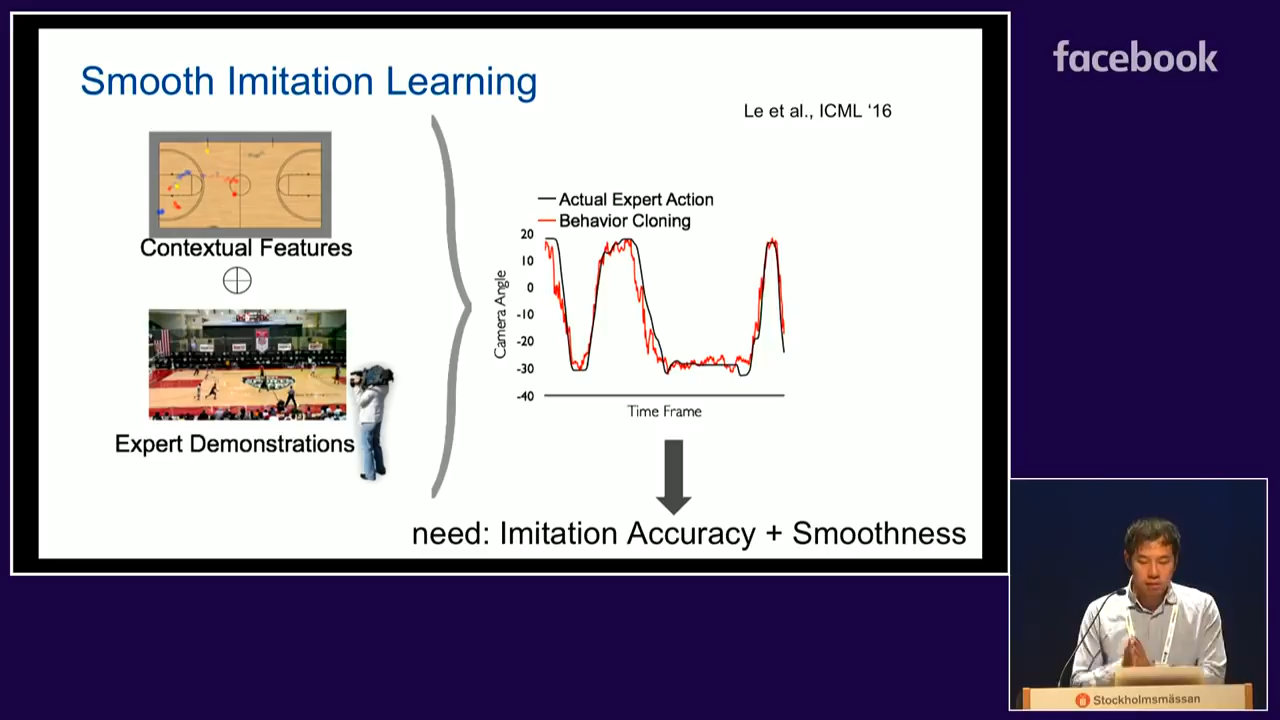 Smooth Imitation Learning
Le et al., ICML ‘16
Contextual Features
Expert Demonstrations
Actual Expert Action
Behavior Cloning
20
10
0
-10
-20
-30
-40
Camera Angle
Time Frame
need: Imitation Accuracy + Smoothness
facebook
Stockholmsmässan